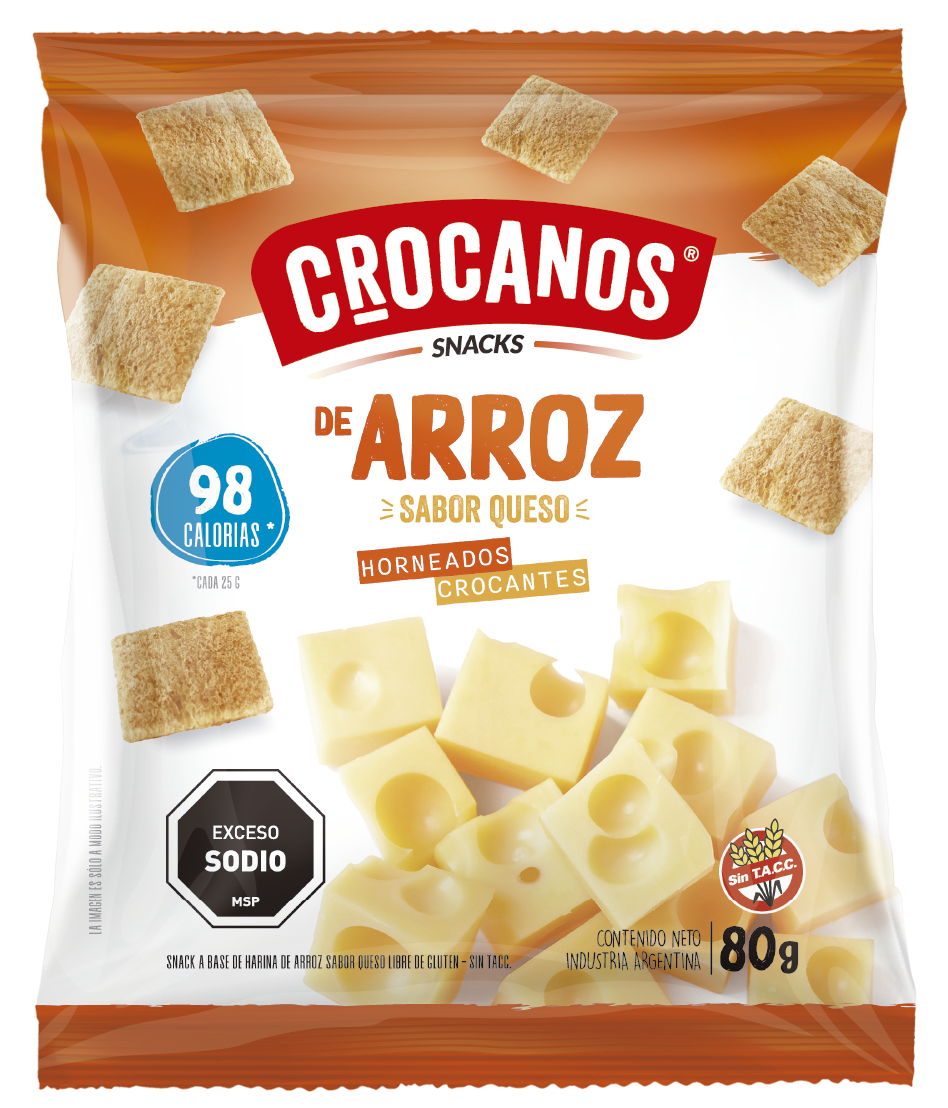 CROCANOS®
SNACKS
DE ARROZ
SABOR QUESO
HORNEADOS
CROCANTES
98
CALORIAS *
*CADA 25 G
LA IMAGEN ES SÓLO A MODO ILUSTRATIVO.
EXCESO
SODIO
MSP
Sin T.A.C.C.
CONTENIDO NETO
INDUSTRIA ARGENTINA
80g
SNACK A BASE DE HARINA DE ARROZ SABOR QUESO LIBRE DE GLUTEN - SIN TACC.